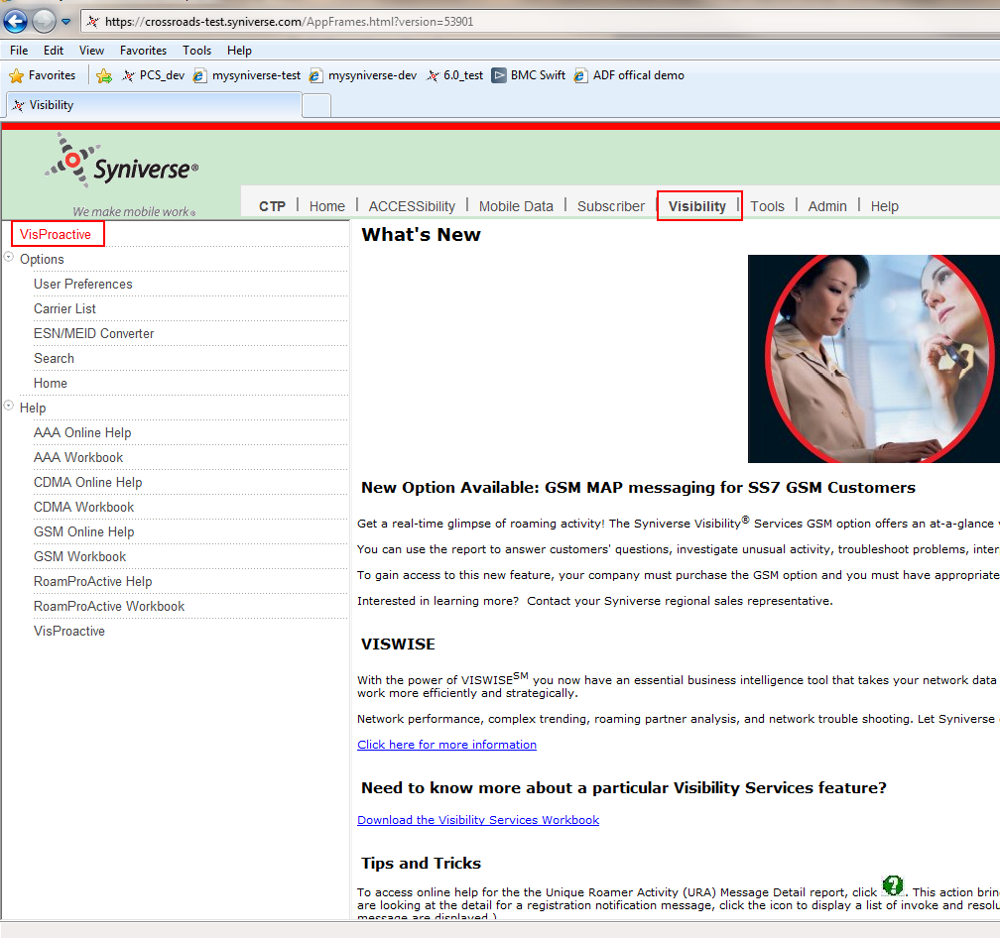 https://crossroads-test.syniverse.com/AppFrames.html?version=53901
File Edit View Favorites Tools Help
Favorites PCS_dev mysyniverse-test mysyniverse-dev 6.0_test BMC Swift ADF offical demo
Visibility
Syniverse®
We make mobile work®
CTP | Home | ACCESSibility | Mobile Data | Subscriber | Visibility | Tools | Admin | Help
VisProactive
Options
User Preferences
Carrier List
ESN/MEID Converter
Search
Home
Help
AAA Online Help
AAA Workbook
CDMA Online Help
CDMA Workbook
GSM Online Help
GSM Workbook
RoamProActive Help
RoamProActive Workbook
VisProactive
What's New
New Option Available: GSM MAP messaging for SS7 GSM Customers
Get a real-time glimpse of roaming activity! The Syniverse Visibility® Services GSM option offers an at-a-glance
You can use the report to answer customers' questions, investigate unusual activity, troubleshoot problems, inter
To gain access to this new feature, your company must purchase the GSM option and you must have appropriate
Interested in learning more? Contact your Syniverse regional sales representative.
VISWISE
With the power of VISWISE℠ you now have an essential business intelligence tool that takes your network data
work more efficiently and strategically.
Network performance, complex trending, roaming partner analysis, and network trouble shooting. Let Syniverse
Click here for more information
Need to know more about a particular Visibility Services feature?
Download the Visibility Services Workbook
Tips and Tricks
To access online help for the the Unique Roamer Activity (URA) Message Detail report, click ?. This action brin
are looking at the detail for a registration notification message, click the icon to display a list of invoke and resolu
message are displayed.)